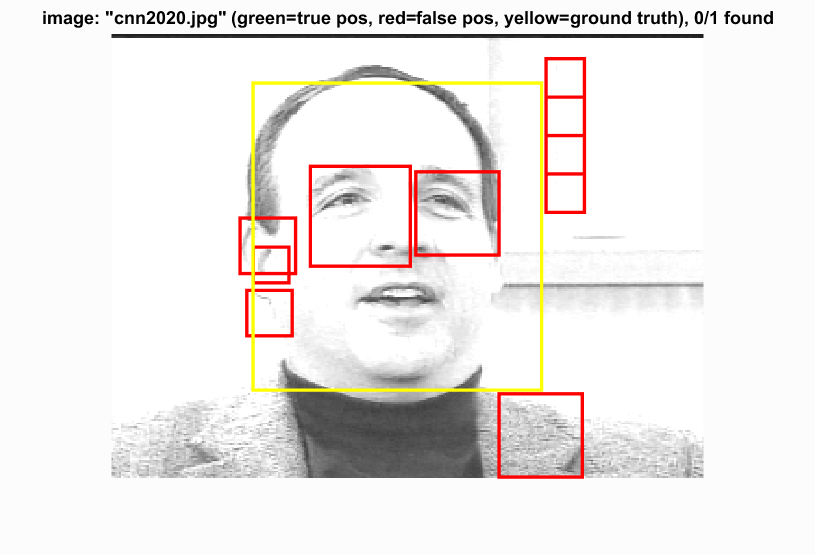 image: "cnn2020.jpg" (green=true pos, red=false pos, yellow=ground truth), 0/1 found